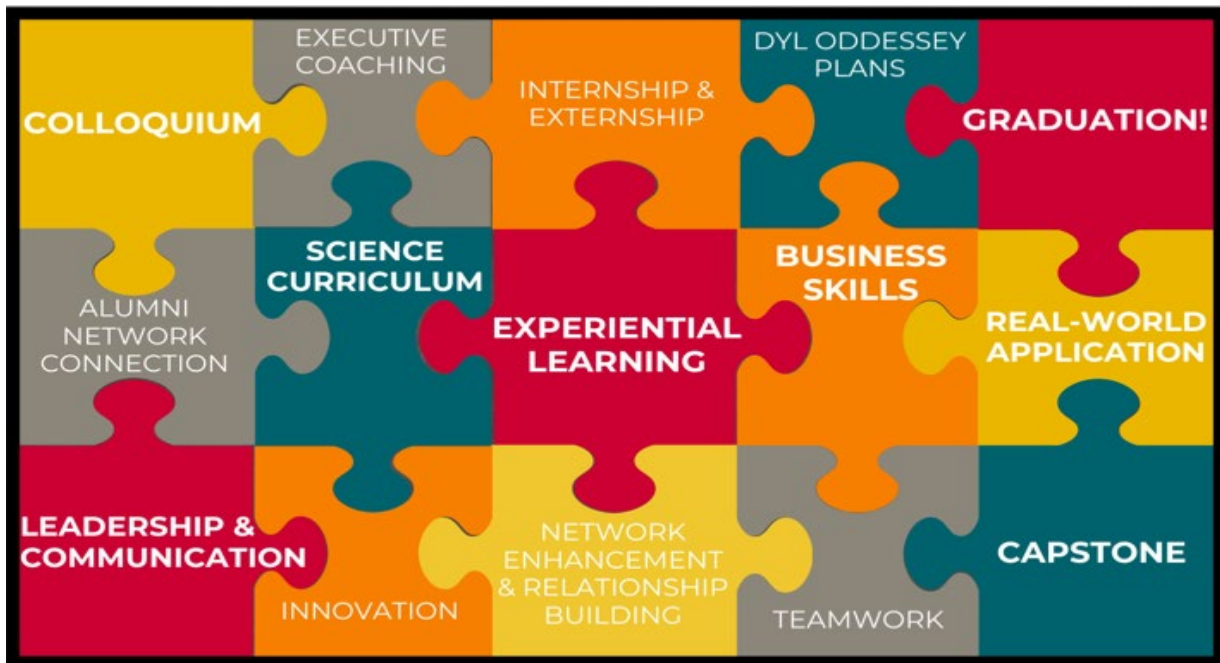 COLLOQUIUM
EXECUTIVE
COACHING
INTERNSHIP &
EXTERNSHIP
DYL ODDESSEY
PLANS
GRADUATION!
ALUMNI
NETWORK
CONNECTION
SCIENCE
CURRICULUM
EXPERIENTIAL
LEARNING
BUSINESS
SKILLS
REAL-WORLD
APPLICATION
LEADERSHIP &
COMMUNICATION
INNOVATION
NETWORK
ENHANCEMENT
& RELATIONSHIP
BUILDING
TEAMWORK
CAPSTONE